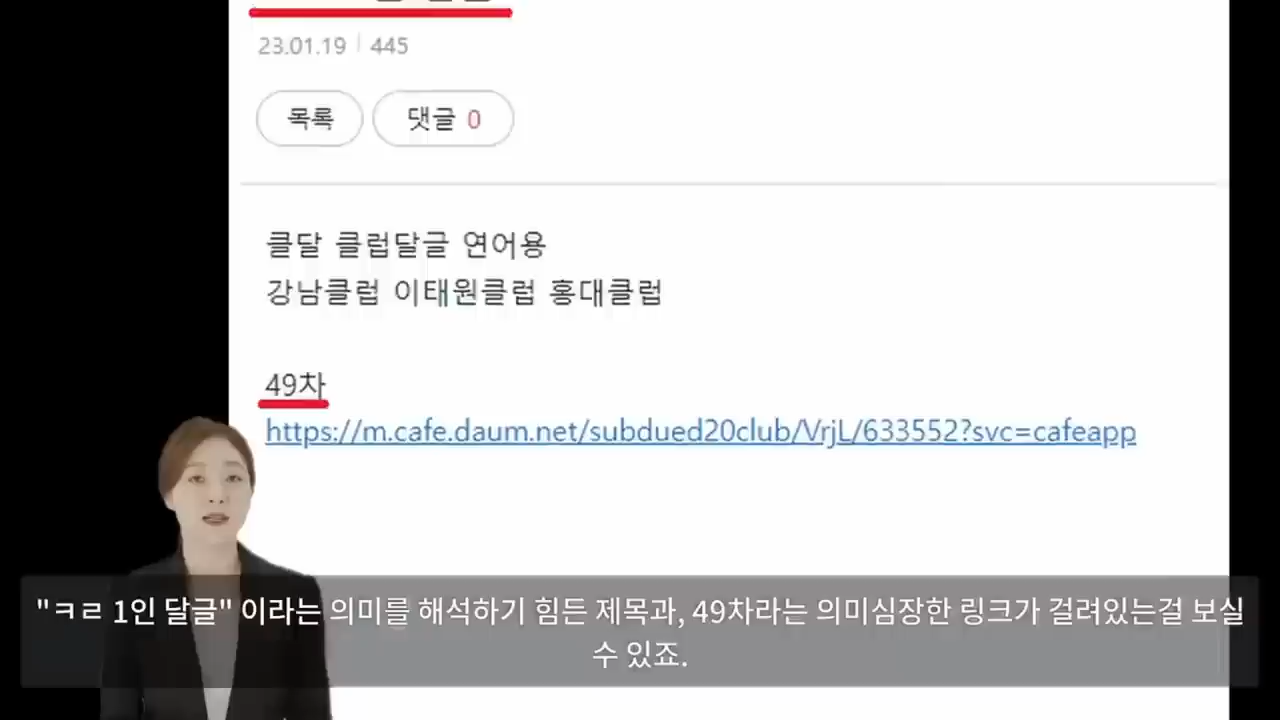 23.01.19 | 445
목록 댓글 0
클달 클럽달글 연어용
강남클럽 이태원클럽 홍대클럽
49차
https://m.cafe.daum.net/subdued20club/VrjL/633552?svc=cafeapp
"ㅋㄹ 1인 달글" 이라는 의미를 해석하기 힘든 제목과, 49차라는 의미심장한 링크가 걸려있는걸 보실
수 있죠.